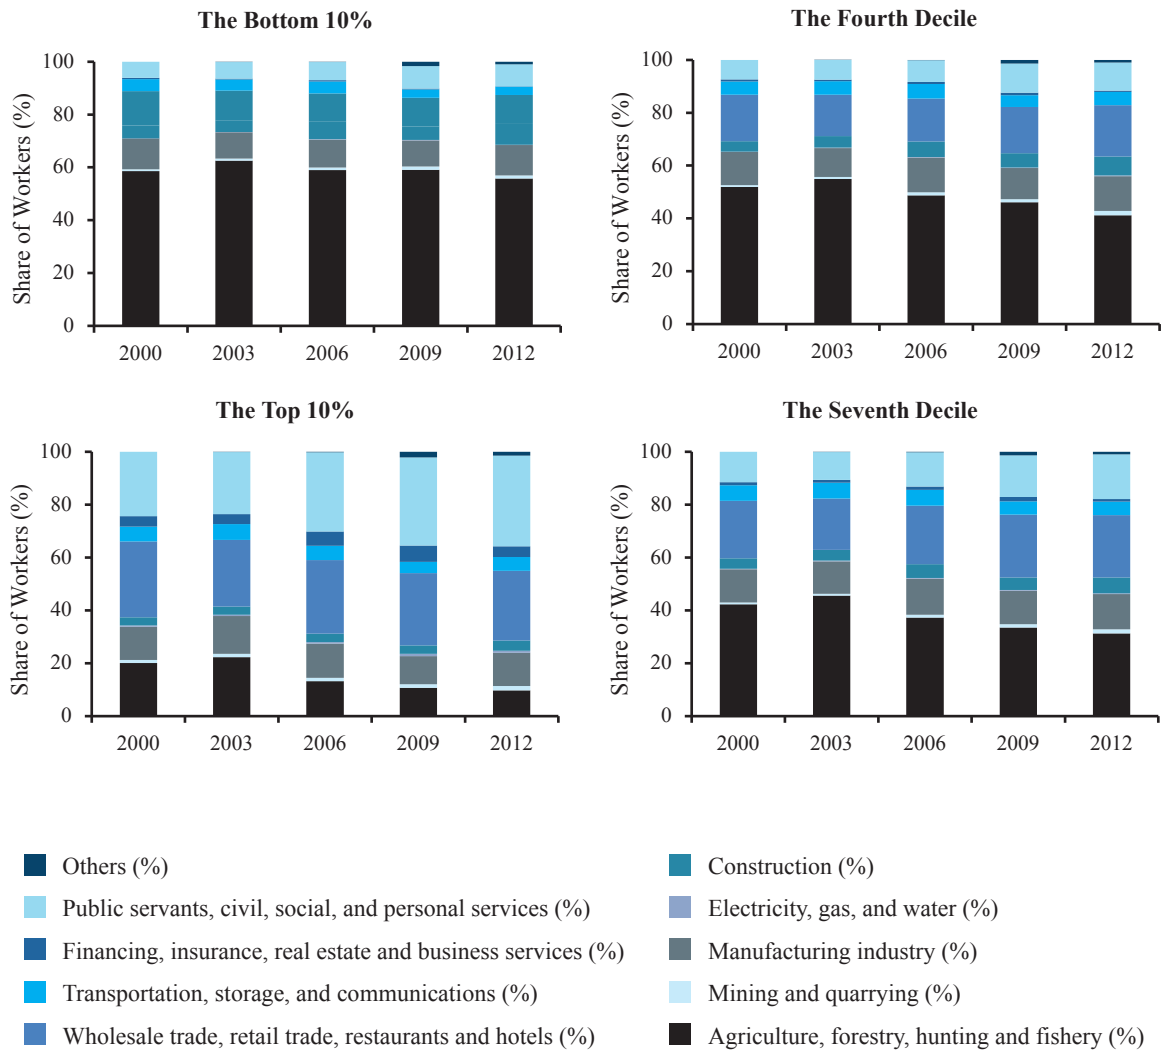 The Bottom 10%
Share of Workers (%)
100
80
60
40
20
0
2000 2003 2006 2009 2012
The Fourth Decile
Share of Workers (%)
100
80
60
40
20
0
2000 2003 2006 2009 2012
The Top 10%
Share of Workers (%)
100
80
60
40
20
0
2000 2003 2006 2009 2012
The Seventh Decile
Share of Workers (%)
100
80
60
40
20
0
2000 2003 2006 2009 2012
Others (%)
Public servants, civil, social, and personal services (%)
Financing, insurance, real estate and business services (%)
Transportation, storage, and communications (%)
Wholesale trade, retail trade, restaurants and hotels (%)
Construction (%)
Electricity, gas, and water (%)
Manufacturing industry (%)
Mining and quarrying (%)
Agriculture, forestry, hunting and fishery (%)